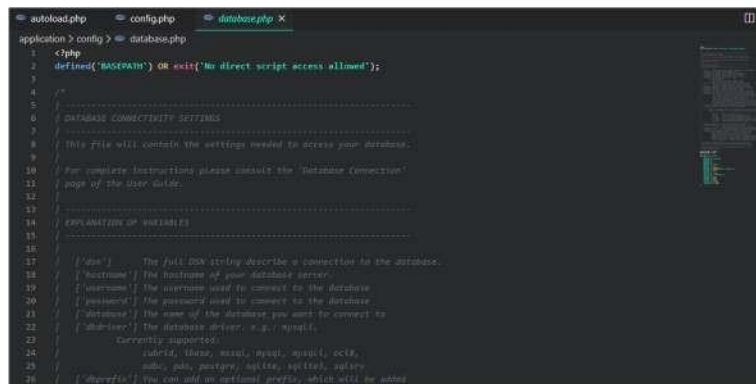 autoload.php config.php database.php ×
application > config > database.php
1 <?php
2 defined('BASEPATH') OR exit('No direct script access allowed');
3
4 /*
5 | -------------------------------------------------------------------
6 | DATABASE CONNECTIVITY SETTINGS
7 | -------------------------------------------------------------------
8 | This file will contain the settings needed to access your database.
9 |
10 | For complete instructions please consult the 'Database Connection'
11 | page of the User Guide.
12 |
13 | -------------------------------------------------------------------
14 | EXPLANATION OF VARIABLES
15 | -------------------------------------------------------------------
16 |
17 | ['dsn'] The full DSN string describe a connection to the database.
18 | ['hostname'] The hostname of your database server.
19 | ['username'] The username used to connect to the database
20 | ['password'] The password used to connect to the database
21 | ['database'] The name of the database you want to connect to
22 | ['dbdriver'] The database driver. e.g.: mysqli.
23 | Currently supported:
24 | cubrid, ibase, mssql, mysql, mysqli, oci8,
25 | odbc, pdo, postgre, sqlite, sqlite3, sqlsrv
26 | ['dbprefix'] You can add an optional prefix, which will be added